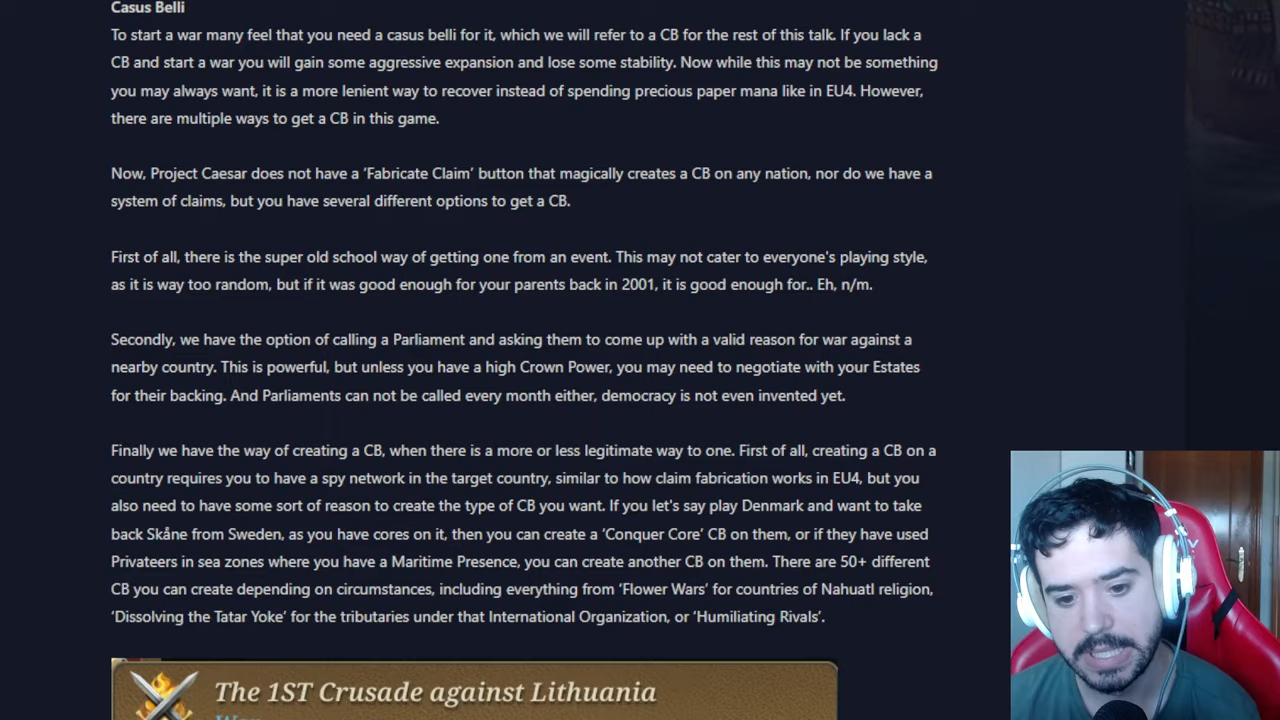 Casus Belli
To start a war many feel that you need a casus belli for it, which we will refer to a CB for the rest of this talk. If you lack a
CB and start a war you will gain some aggressive expansion and lose some stability. Now while this may not be something
you may always want, it is a more lenient way to recover instead of spending precious paper mana like in EU4. However,
there are multiple ways to get a CB in this game.
Now, Project Caesar does not have a ‘Fabricate Claim’ button that magically creates a CB on any nation, nor do we have a
system of claims, but you have several different options to get a CB.
First of all, there is the super old school way of getting one from an event. This may not cater to everyone's playing style,
as it is way too random, but if it was good enough for your parents back in 2001, it is good enough for.. Eh, n/m.
Secondly, we have the option of calling a Parliament and asking them to come up with a valid reason for war against a
nearby country. This is powerful, but unless you have a high Crown Power, you may need to negotiate with your Estates
for their backing. And Parliaments can not be called every month either, democracy is not even invented yet.
Finally we have the way of creating a CB, when there is a more or less legitimate way to one. First of all, creating a CB on a
country requires you to have a spy network in the target country, similar to how claim fabrication works in EU4, but you
also need to have some sort of reason to create the type of CB you want. If you let's say play Denmark and want to take
back Skåne from Sweden, as you have cores on it, then you can create a ‘Conquer Core’ CB on them, or if they have used
Privateers in sea zones where you have a Maritime Presence, you can create another CB on them. There are 50+ different
CB you can create depending on circumstances, including everything from ‘Flower Wars’ for countries of Nahuatl religion,
‘Dissolving the Tatar Yoke’ for the tributaries under that International Organization, or ‘Humiliating Rivals’.
The 1ST Crusade against Lithuania